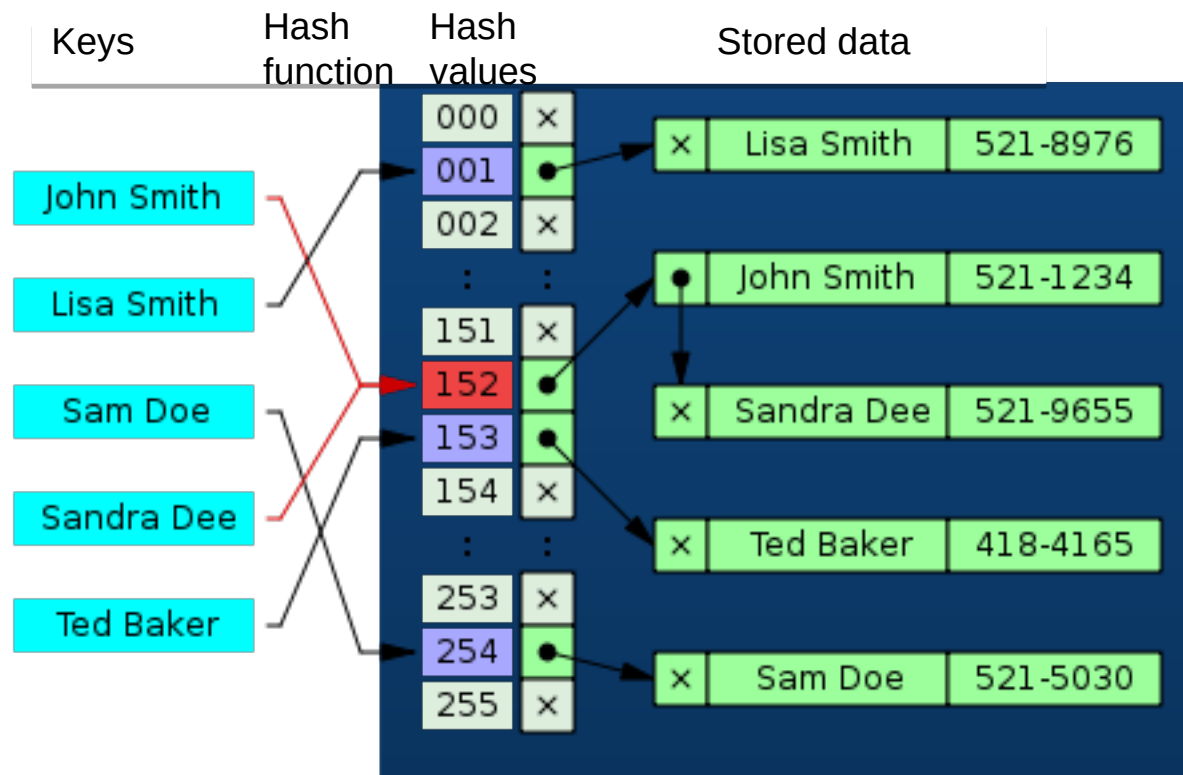 Keys
Hash function
Hash values
Stored data
John Smith
Lisa Smith
Sam Doe
Sandra Dee
Ted Baker
000 ×
001
002 ×
: :
151 ×
152
153
154 ×
: :
253 ×
254
255 ×
× Lisa Smith 521-8976
John Smith 521-1234
× Sandra Dee 521-9655
× Ted Baker 418-4165
× Sam Doe 521-5030